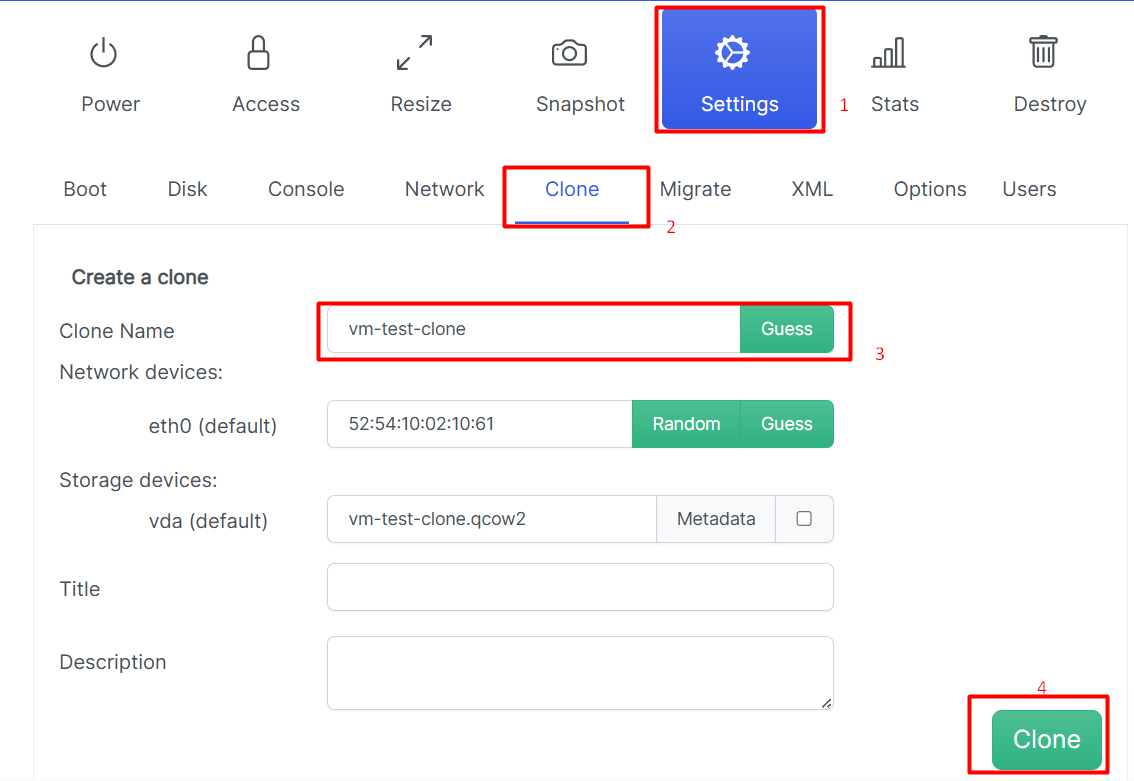 Power Access Resize Snapshot Settings 1 Stats Destroy
Boot Disk Console Network Clone Migrate XML Options Users
2
Create a clone
Clone Name vm-test-clone Guess
3
Network devices:
eth0 (default) 52:54:10:02:10:61 Random Guess
Storage devices:
vda (default) vm-test-clone.qcow2 Metadata
Title
Description
4
Clone